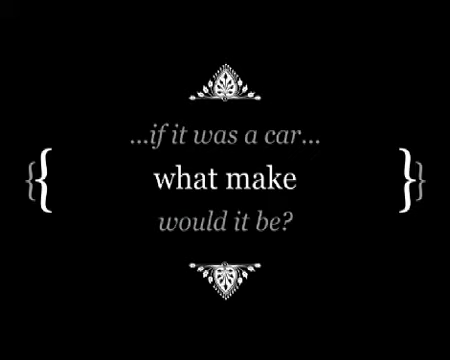 ...if it was a car...
what make
would it be?